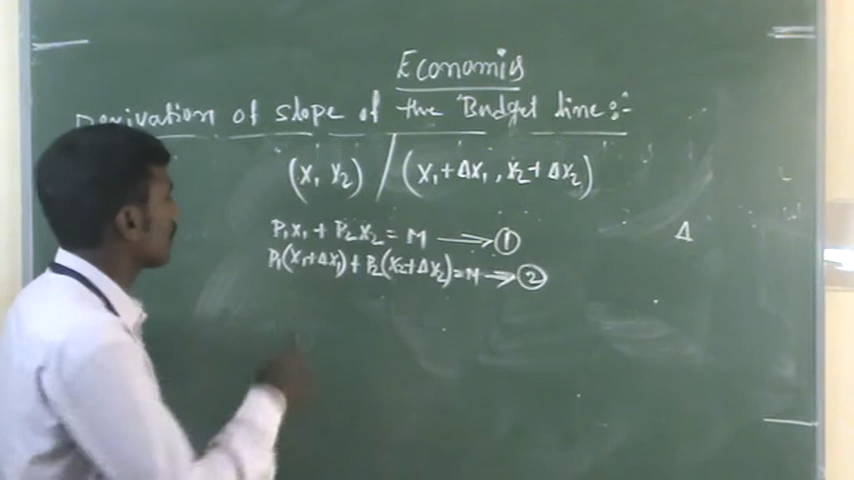 Economics
Derivation of slope of the Budget line:-
(x₁ x₂) / (x₁+Δx₁, x₂+Δx₂)
P₁x₁ + P₂x₂ = M → ①
Δ
P₁(x₁+Δx₁) + P₂(x₂+Δx₂) = M → ②